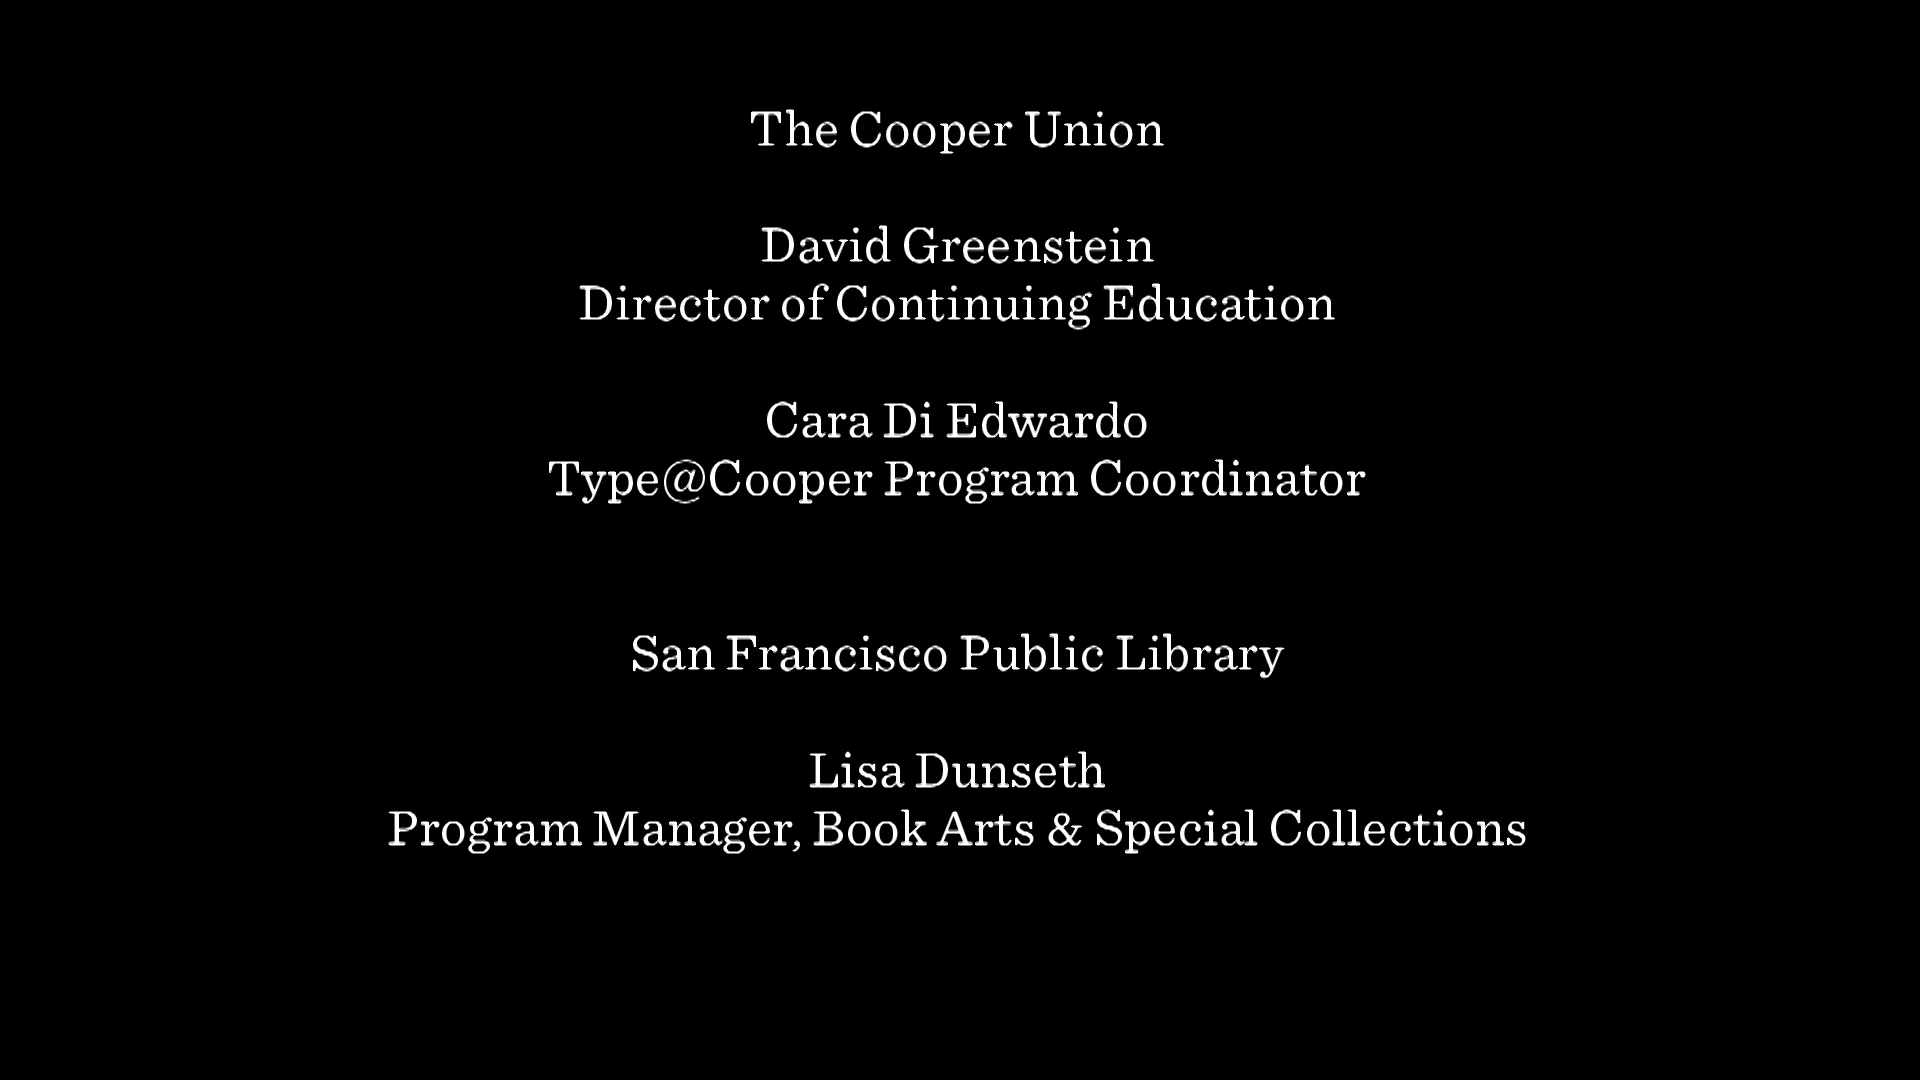 The Cooper Union
David Greenstein
Director of Continuing Education
Cara Di Edwardo
Type@Cooper Program Coordinator
San Francisco Public Library
Lisa Dunseth
Program Manager, Book Arts & Special Collections